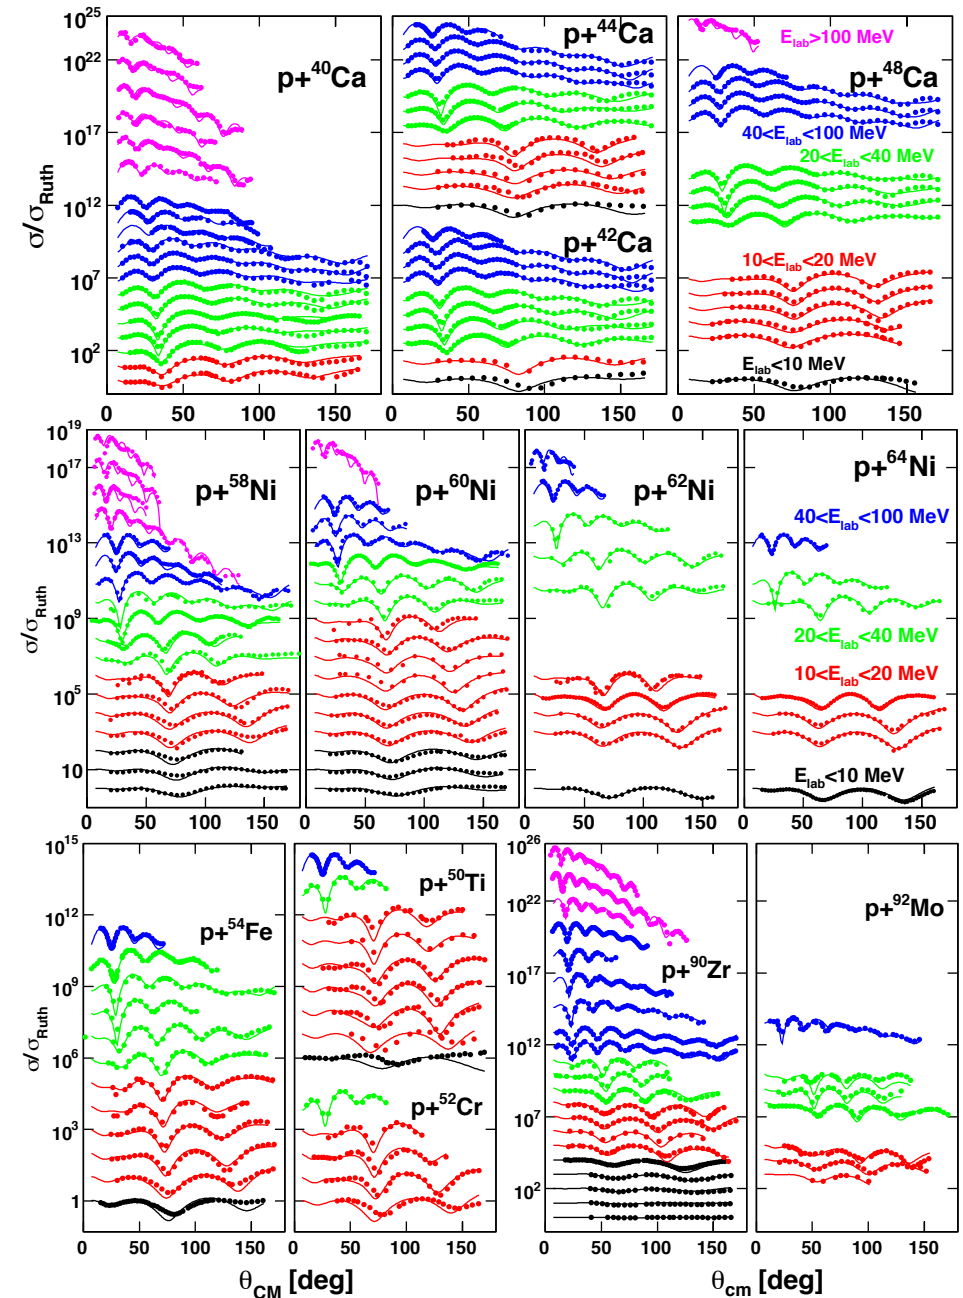 10^25
10^22
10^17
10^12
10^7
10^2
σ/σ_Ruth
p+^40Ca
p+^44Ca
p+^42Ca
E_lab>100 MeV
p+^48Ca
40<E_lab<100 MeV
20<E_lab<40 MeV
10<E_lab<20 MeV
E_lab<10 MeV
0 50 100 150 0 50 100 150 0 50 100 150
10^19
10^17
10^13
10^9
10^5
10
σ/σ_Ruth
p+^58Ni
p+^60Ni
p+^62Ni
p+^64Ni
40<E_lab<100 MeV
20<E_lab<40 MeV
10<E_lab<20 MeV
E_lab<10 MeV
0 50 100 150 0 50 100 150 0 50 100 150 0 50 100 150
10^15
10^12
10^9
10^6
10^3
1
σ/σ_Ruth
p+^54Fe
p+^50Ti
p+^52Cr
10^26
10^22
10^17
10^12
10^7
10^2
p+^90Zr
p+^92Mo
0 50 100 150 0 50 100 150 0 50 100 150 0 50 100 150
θ_CM [deg]
θ_cm [deg]